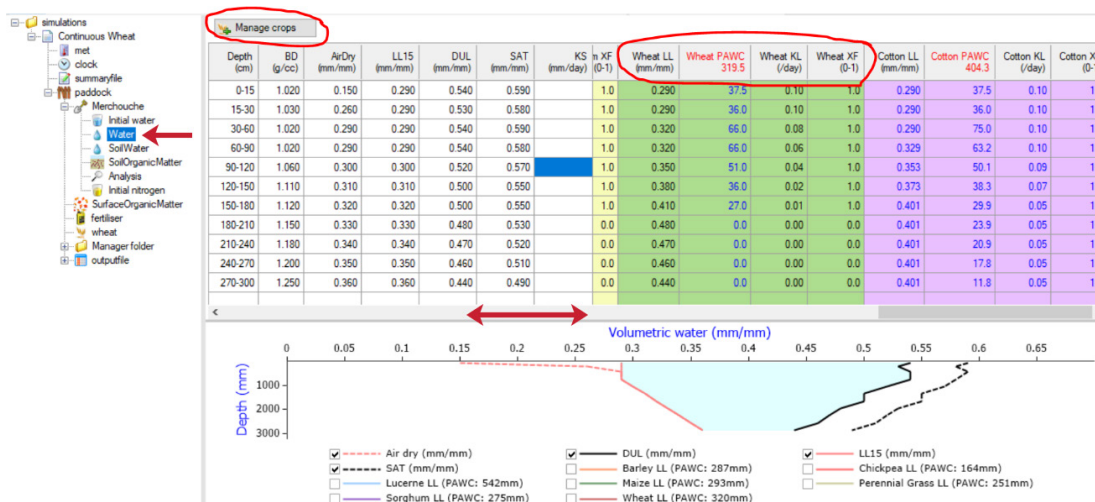 simulations
Continuous Wheat
met
clock
summaryfile
paddock
Merchouche
Initial water
Water
SoilWater
SoilOrganicMatter
Analysis
Initial nitrogen
SurfaceOrganicMatter
fertiliser
wheat
Manager folder
outputfile
Manage crops
Depth (cm) BD (g/cc) AirDry (mm/mm) LL15 (mm/mm) DUL (mm/mm) SAT (mm/mm) KS (mm/day) n XF (0-1) Wheat LL (mm/mm) Wheat PAWC 319.5 Wheat KL (/day) Wheat XF (0-1) Cotton LL (mm/mm) Cotton PAWC 404.3 Cotton KL (/day) Cotton X (0
0-15 1.020 0.150 0.290 0.540 0.590 1.0 0.290 37.5 0.10 1.0 0.290 37.5 0.10 1
15-30 1.030 0.260 0.290 0.530 0.580 1.0 0.290 36.0 0.10 1.0 0.290 36.0 0.10 1
30-60 1.020 0.290 0.290 0.540 0.590 1.0 0.320 66.0 0.08 1.0 0.290 75.0 0.10 1
60-90 1.020 0.290 0.290 0.540 0.580 1.0 0.320 66.0 0.06 1.0 0.329 63.2 0.10 1
90-120 1.060 0.300 0.300 0.520 0.570 1.0 0.350 51.0 0.04 1.0 0.353 50.1 0.09 1
120-150 1.110 0.310 0.310 0.500 0.550 1.0 0.380 36.0 0.02 1.0 0.373 38.3 0.07 1
150-180 1.120 0.320 0.320 0.500 0.550 1.0 0.410 27.0 0.01 1.0 0.401 29.9 0.05 1
180-210 1.150 0.330 0.330 0.480 0.530 0.0 0.480 0.0 0.00 0.0 0.401 23.9 0.05 1
210-240 1.180 0.340 0.340 0.470 0.520 0.0 0.470 0.0 0.00 0.0 0.401 20.9 0.05 1
240-270 1.200 0.350 0.350 0.460 0.510 0.0 0.460 0.0 0.00 0.0 0.401 17.8 0.05 1
270-300 1.250 0.360 0.360 0.440 0.490 0.0 0.440 0.0 0.00 0.0 0.401 11.8 0.05 1
Volumetric water (mm/mm)
0 0.05 0.1 0.15 0.2 0.25 0.3 0.35 0.4 0.45 0.5 0.55 0.6 0.65
Depth (mm)
1000
2000
3000
Air dry (mm/mm) DUL (mm/mm) LL15 (mm/mm)
SAT (mm/mm) Barley LL (PAWC: 287mm) Chickpea LL (PAWC: 164mm)
Lucerne LL (PAWC: 542mm) Maize LL (PAWC: 293mm) Perennial Grass LL (PAWC: 251mm)
Sorghum LL (PAWC: 275mm) Wheat LL (PAWC: 320mm)